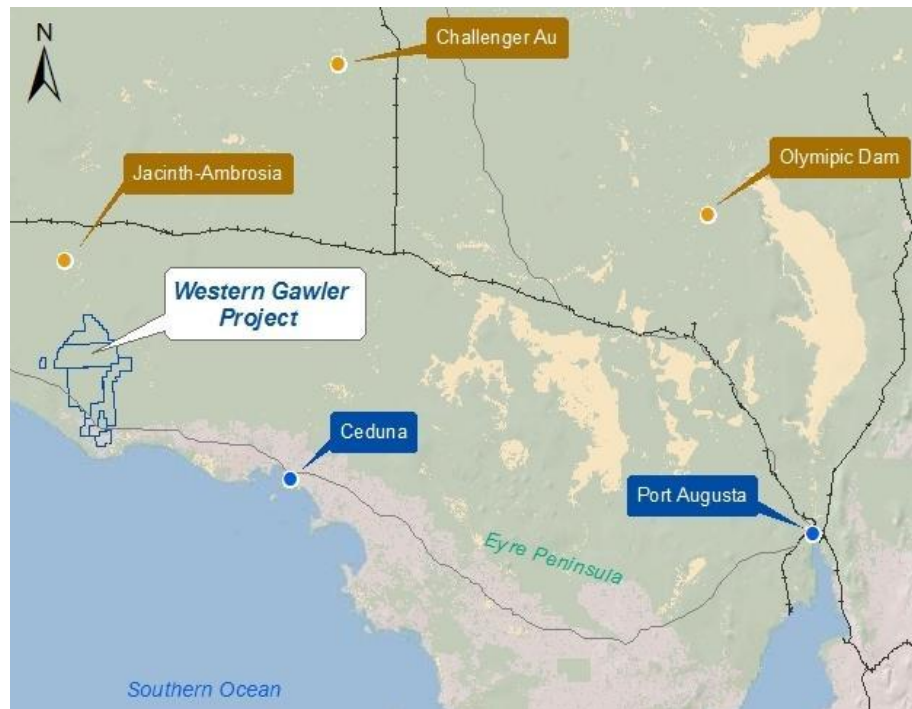 N
Challenger Au
Jacinth-Ambrosia
Olymipic Dam
Western Gawler
Project
Ceduna
Port Augusta
Eyre Peninsula
Southern Ocean